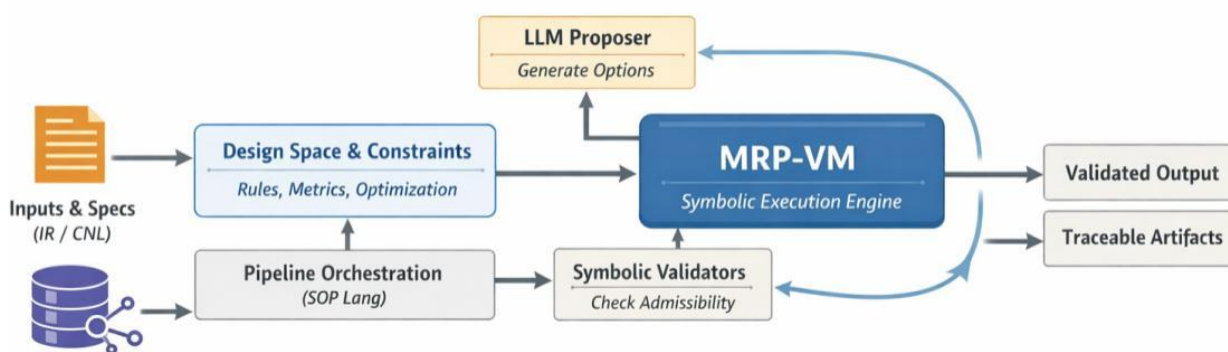 LLM Proposer
Generate Options
Design Space & Constraints
Rules, Metrics, Optimization
MRP-VM
Symbolic Execution Engine
Validated Output
Inputs & Specs
(IR / CNL)
Traceable Artifacts
Pipeline Orchestration
(SOP Lang)
Symbolic Validators
Check Admissibility